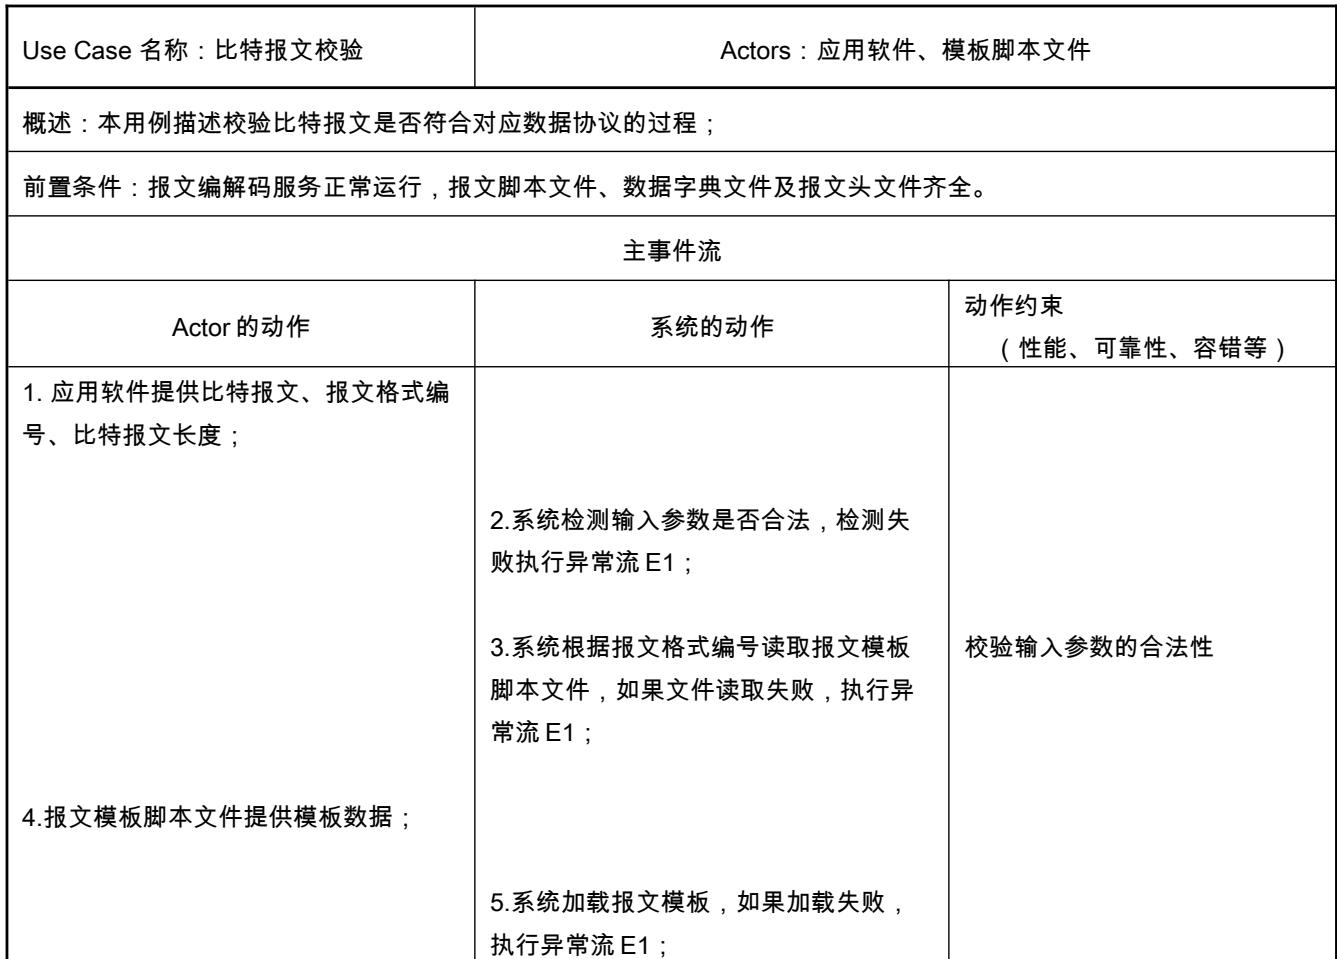 Use Case 名称：比特报文校验
Actors：应用软件、模板脚本文件
概述：本用例描述校验比特报文是否符合对应数据协议的过程；
前置条件：报文编解码服务正常运行，报文脚本文件、数据字典文件及报文头文件齐全。
主事件流
Actor 的动作
系统的动作
动作约束
（性能、可靠性、容错等）
1. 应用软件提供比特报文、报文格式编
号、比特报文长度；
2.系统检测输入参数是否合法，检测失
败执行异常流 E1；
3.系统根据报文格式编号读取报文模板
脚本文件，如果文件读取失败，执行异
常流 E1；
校验输入参数的合法性
4.报文模板脚本文件提供模板数据；
5.系统加载报文模板，如果加载失败，
执行异常流 E1；